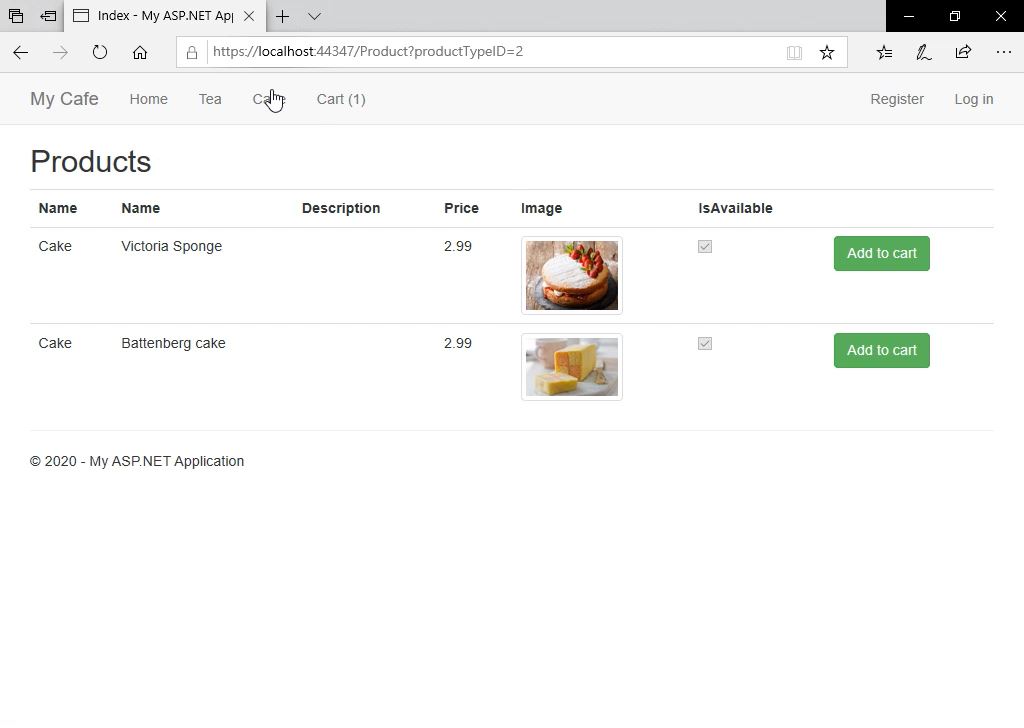 Index - My ASP.NET Ap
https://localhost:44347/Product?productTypeID=2
My Cafe Home Tea Cart (1) Register Log in
Products
Name Name Description Price Image IsAvailable
Cake Victoria Sponge 2.99 Add to cart
Cake Battenberg cake 2.99 Add to cart
© 2020 - My ASP.NET Application